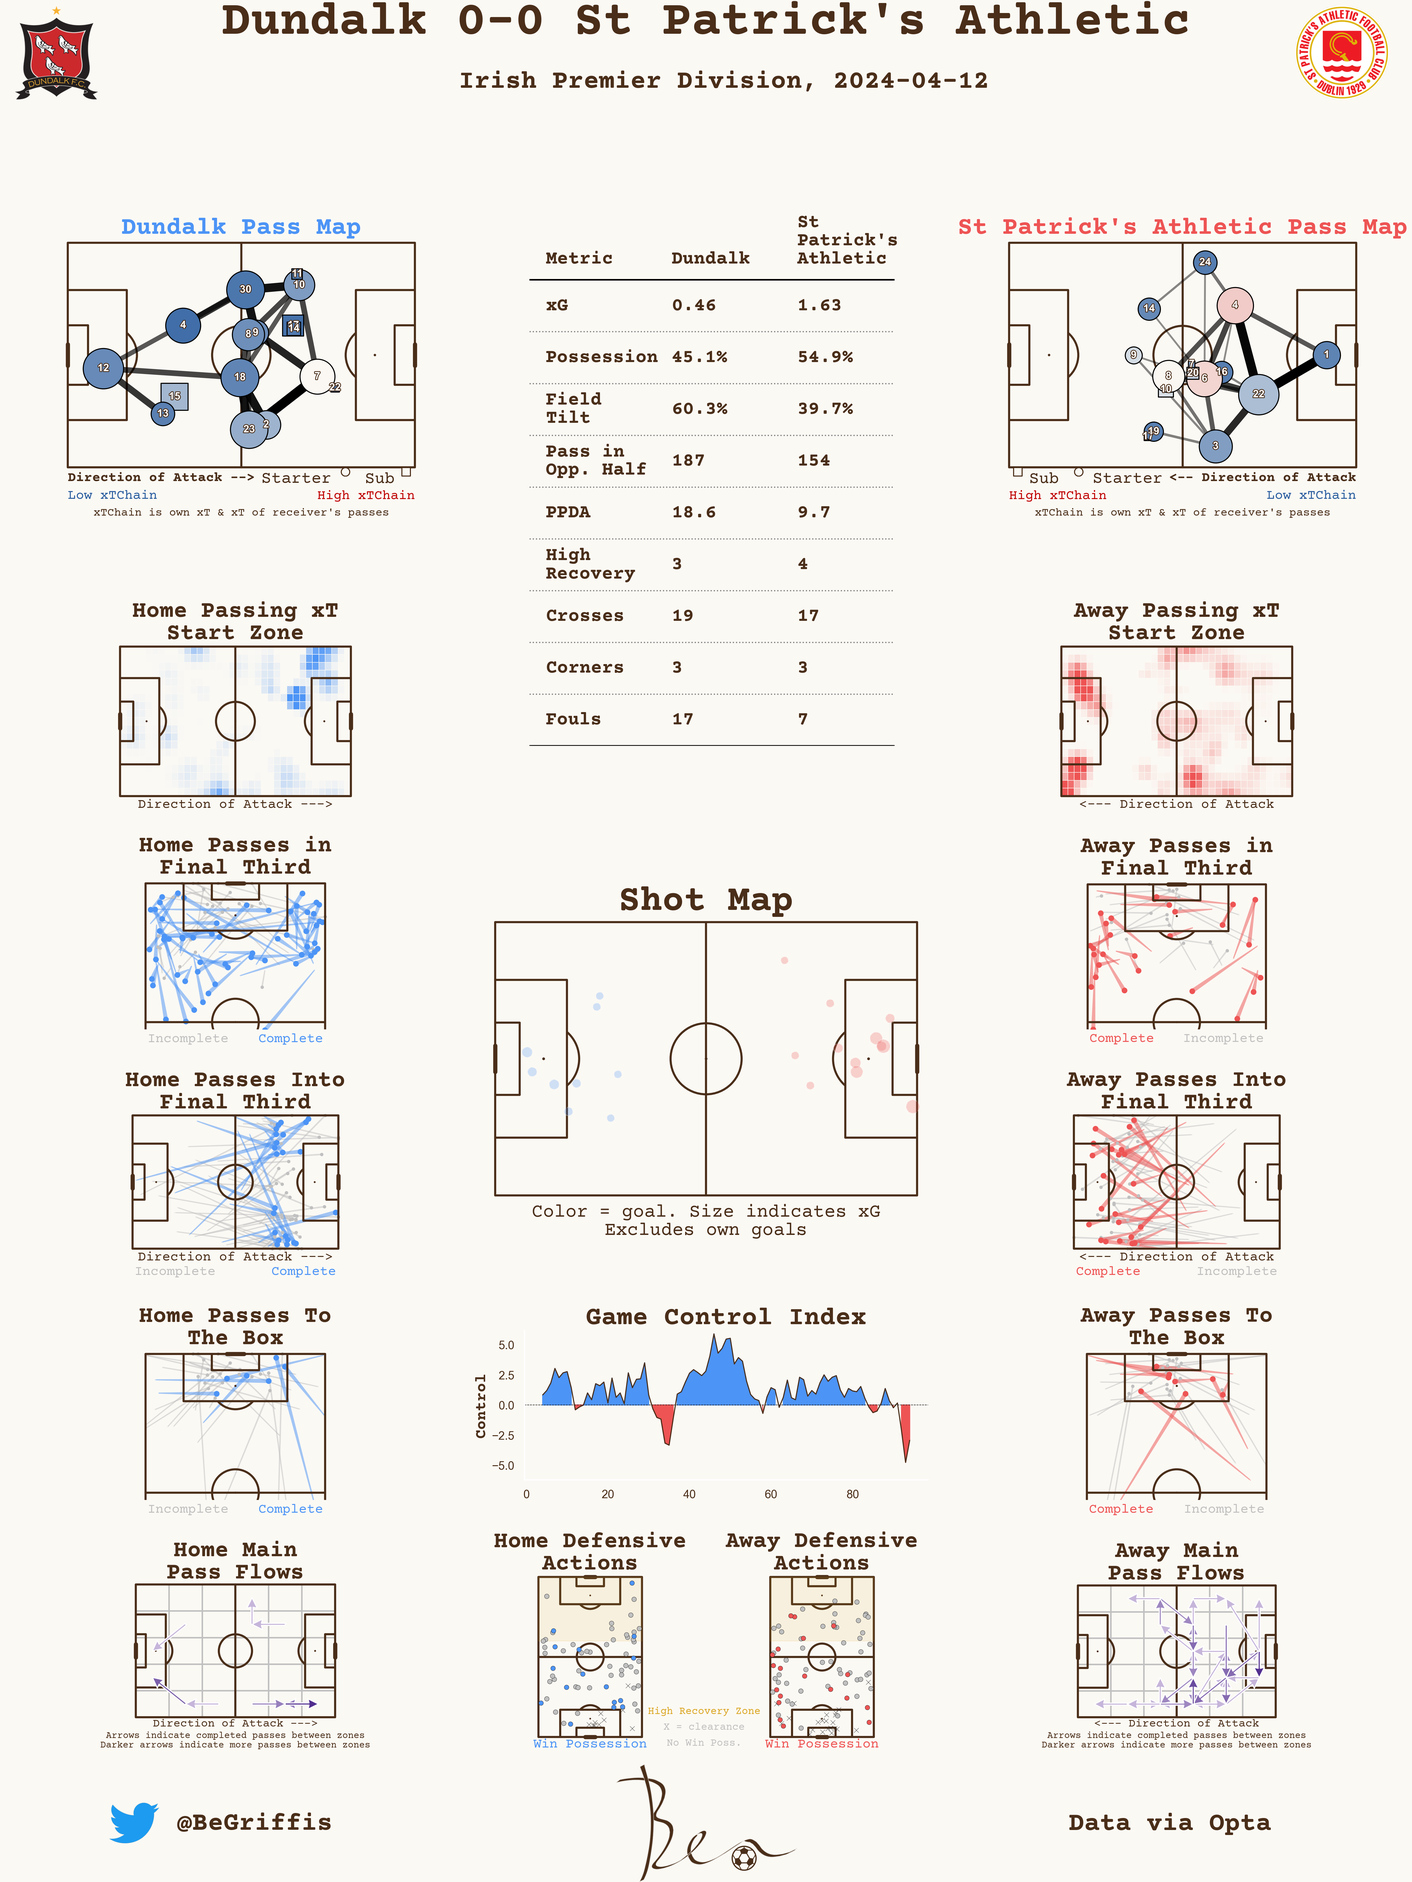 Dundalk 0-0 St Patrick's Athletic
Irish Premier Division, 2024-04-12
DUNDALK F.C.
ST PATRICK'S ATHLETIC FOOTBALL CLUB
DUBLIN 1929
Dundalk Pass Map
11
30
10
4
8
9
14
12
18
7
22
15
13
23
2
Direction of Attack --> Starter Sub
Low xTChain High xTChain
xTChain is own xT & xT of receiver's passes
Metric Dundalk St Patrick's Athletic
xG 0.46 1.63
Possession 45.1% 54.9%
Field Tilt 60.3% 39.7%
Pass in Opp. Half 187 154
PPDA 18.6 9.7
High Recovery 3 4
Crosses 19 17
Corners 3 3
Fouls 17 7
St Patrick's Athletic Pass Map
24
4
14
9
1
7
8
20
6
16
10
22
19
17
3
Sub Starter <-- Direction of Attack
High xTChain Low xTChain
xTChain is own xT & xT of receiver's passes
Home Passing xT
Start Zone
Direction of Attack --->
Away Passing xT
Start Zone
<--- Direction of Attack
Home Passes in
Final Third
Incomplete Complete
Away Passes in
Final Third
Complete Incomplete
Shot Map
Color = goal. Size indicates xG
Excludes own goals
Home Passes Into
Final Third
Direction of Attack --->
Incomplete Complete
Away Passes Into
Final Third
<--- Direction of Attack
Complete Incomplete
Home Passes To
The Box
Incomplete Complete
Game Control Index
Control
5.0
2.5
0.0
−2.5
−5.0
0 20 40 60 80
Away Passes To
The Box
Complete Incomplete
Home Main
Pass Flows
Direction of Attack --->
Arrows indicate completed passes between zones
Darker arrows indicate more passes between zones
Home Defensive
Actions
Win Possession
Away Defensive
Actions
Win Possession
High Recovery Zone
X = clearance
No Win Poss.
Away Main
Pass Flows
<--- Direction of Attack
Arrows indicate completed passes between zones
Darker arrows indicate more passes between zones
@BeGriffis
Ben
Data via Opta